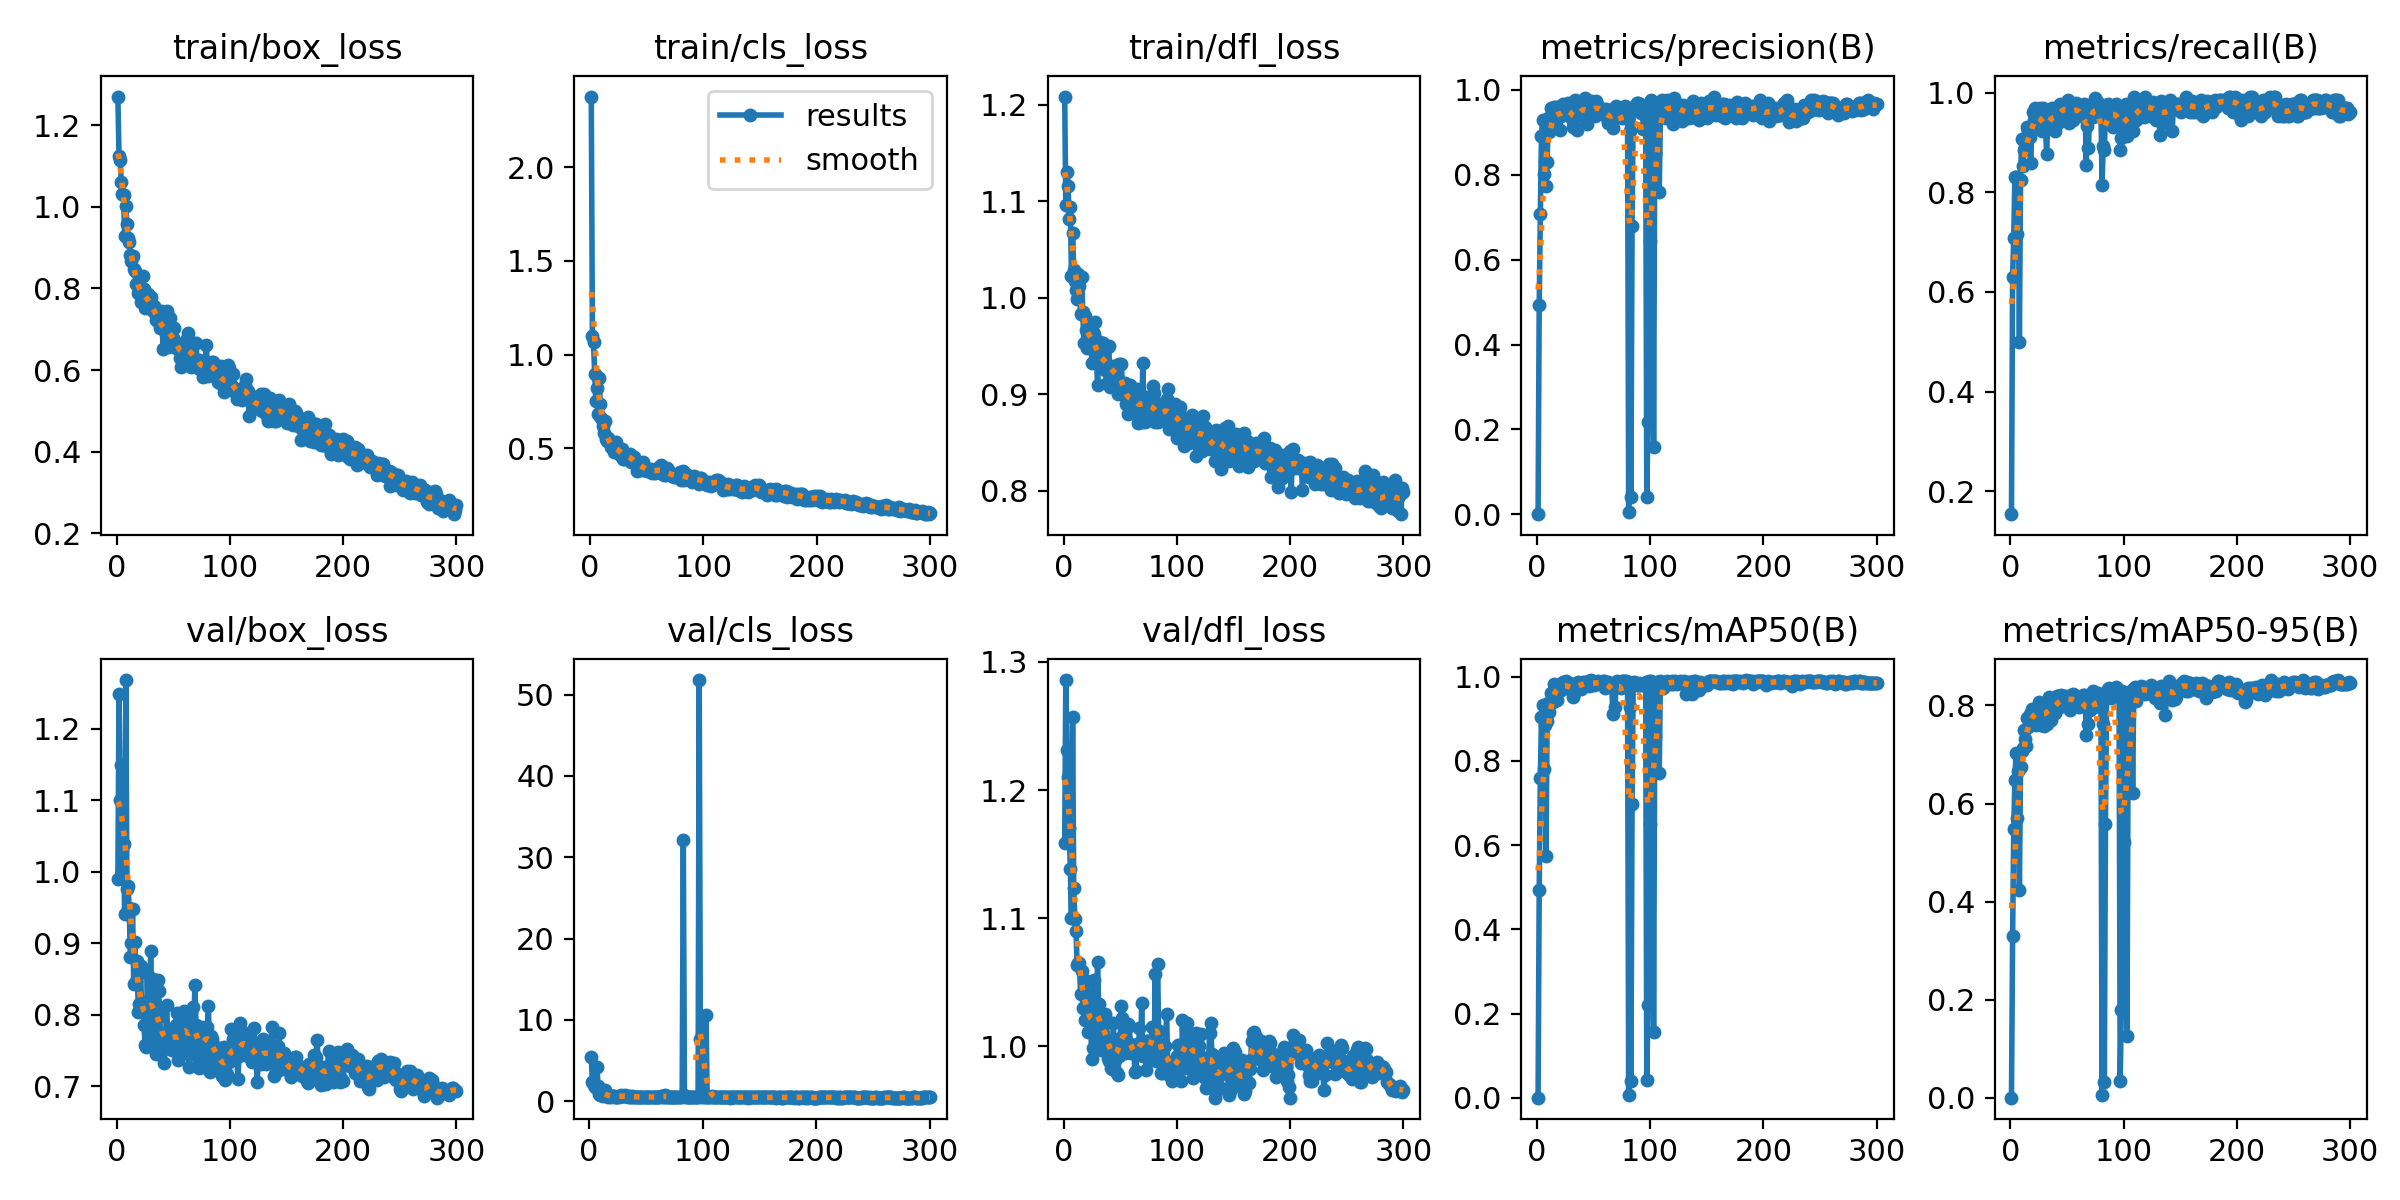 train/box_loss
1.2
1.0
0.8
0.6
0.4
0.2
0 100 200 300
train/cls_loss
results
smooth
2.0
1.5
1.0
0.5
0 100 200 300
train/dfl_loss
1.2
1.1
1.0
0.9
0.8
0 100 200 300
metrics/precision(B)
1.0
0.8
0.6
0.4
0.2
0.0
0 100 200 300
metrics/recall(B)
1.0
0.8
0.6
0.4
0.2
0 100 200 300
val/box_loss
1.2
1.1
1.0
0.9
0.8
0.7
0 100 200 300
val/cls_loss
50
40
30
20
10
0
0 100 200 300
val/dfl_loss
1.3
1.2
1.1
1.0
0 100 200 300
metrics/mAP50(B)
1.0
0.8
0.6
0.4
0.2
0.0
0 100 200 300
metrics/mAP50-95(B)
0.8
0.6
0.4
0.2
0.0
0 100 200 300